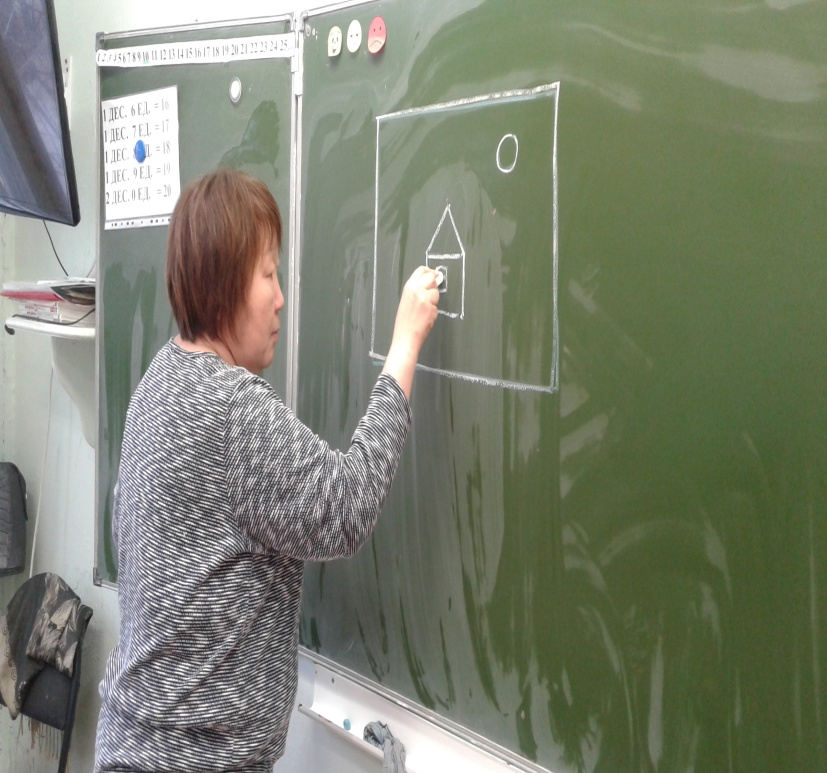 1 2 3 4 5 6 7 8 9 10 11 12 13 14 15 16 17 18 19 20 21 22 23 24 25
1 ДЕС. 6 ЕД. = 16
1 ДЕС. 7 ЕД. = 17
1 ДЕС. Д. = 18
1 ДЕС. 9 ЕД. = 19
2 ДЕС. 0 ЕД. = 20